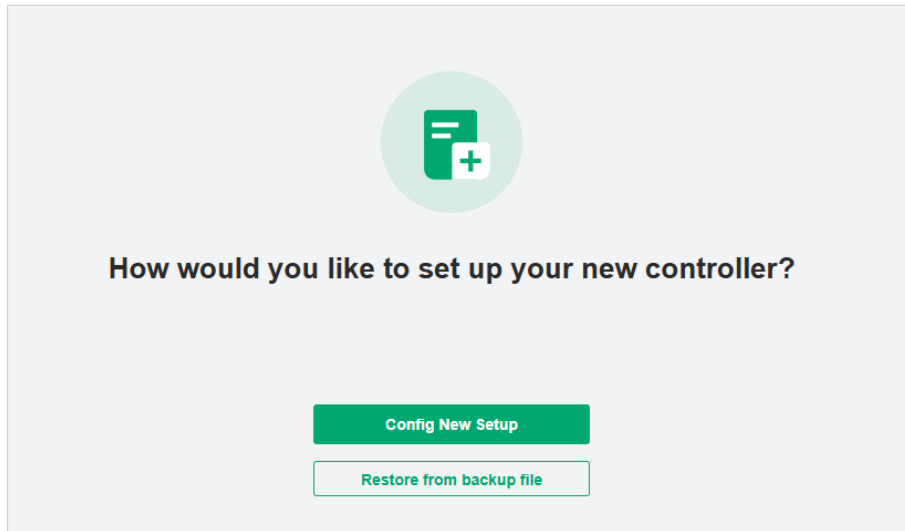 How would you like to set up your new controller?
Config New Setup
Restore from backup file